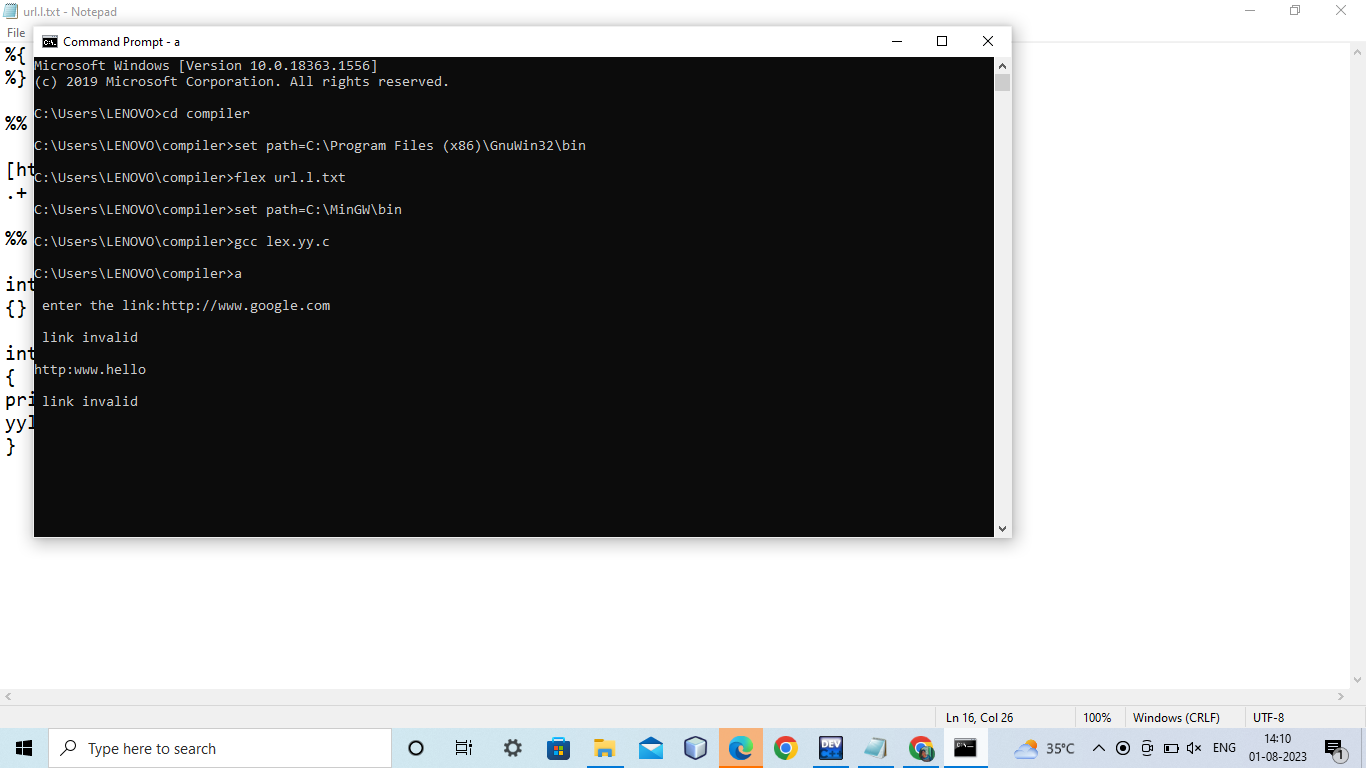 url.l.txt - Notepad
File
Command Prompt - a
%{
%}
%%
[ht
.+
%%
int
{}
int
{
pri
yyl
}
Microsoft Windows [Version 10.0.18363.1556]
(c) 2019 Microsoft Corporation. All rights reserved.
C:\Users\LENOVO>cd compiler
C:\Users\LENOVO\compiler>set path=C:\Program Files (x86)\GnuWin32\bin
C:\Users\LENOVO\compiler>flex url.l.txt
C:\Users\LENOVO\compiler>set path=C:\MinGW\bin
C:\Users\LENOVO\compiler>gcc lex.yy.c
C:\Users\LENOVO\compiler>a
enter the link:http://www.google.com
link invalid
http:www.hello
link invalid
Ln 16, Col 26
100%
Windows (CRLF)
UTF-8
Type here to search
DEV
35°C
ENG
14:10
01-08-2023
1